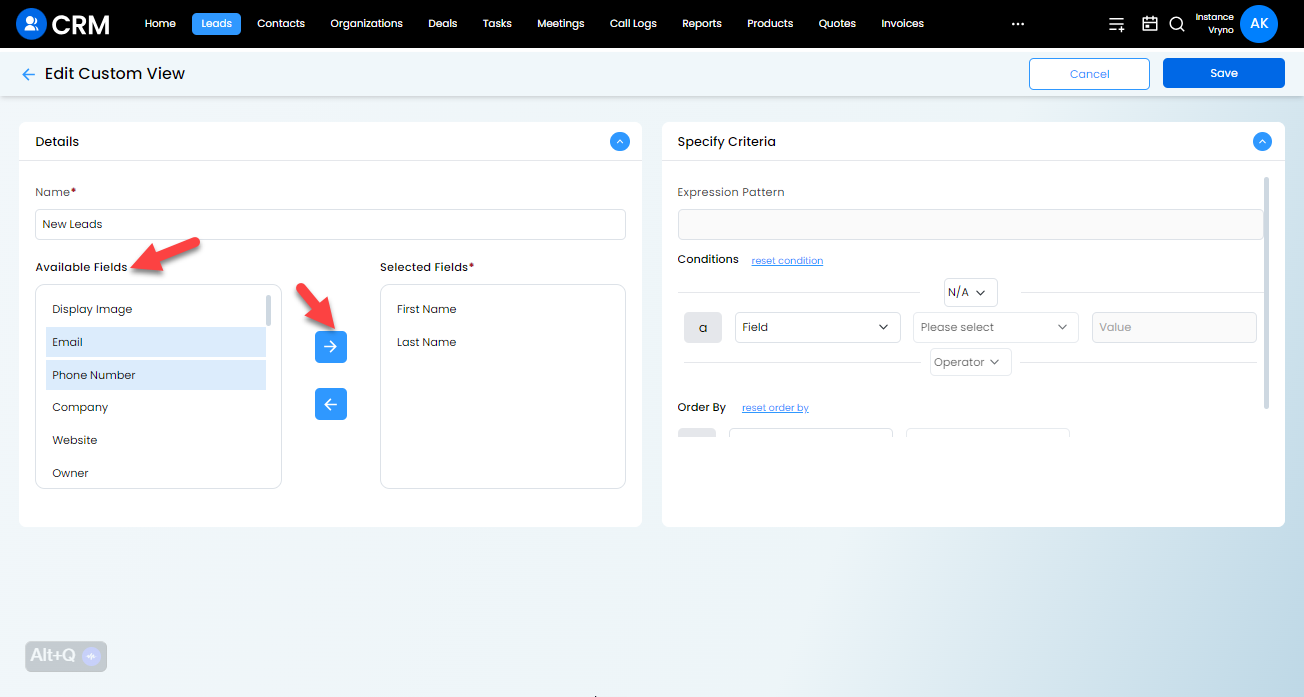 CRM
Home Leads Contacts Organizations Deals Tasks Meetings Call Logs Reports Products Quotes Invoices
Instance
Vryno
AK
Edit Custom View
Cancel Save
Details
Name*
New Leads
Available Fields
Selected Fields*
Display Image
Email
Phone Number
Company
Website
Owner
First Name
Last Name
Specify Criteria
Expression Pattern
Conditions reset condition
N/A
a Field Please select Value
Operator
Order By reset order by
Alt+Q